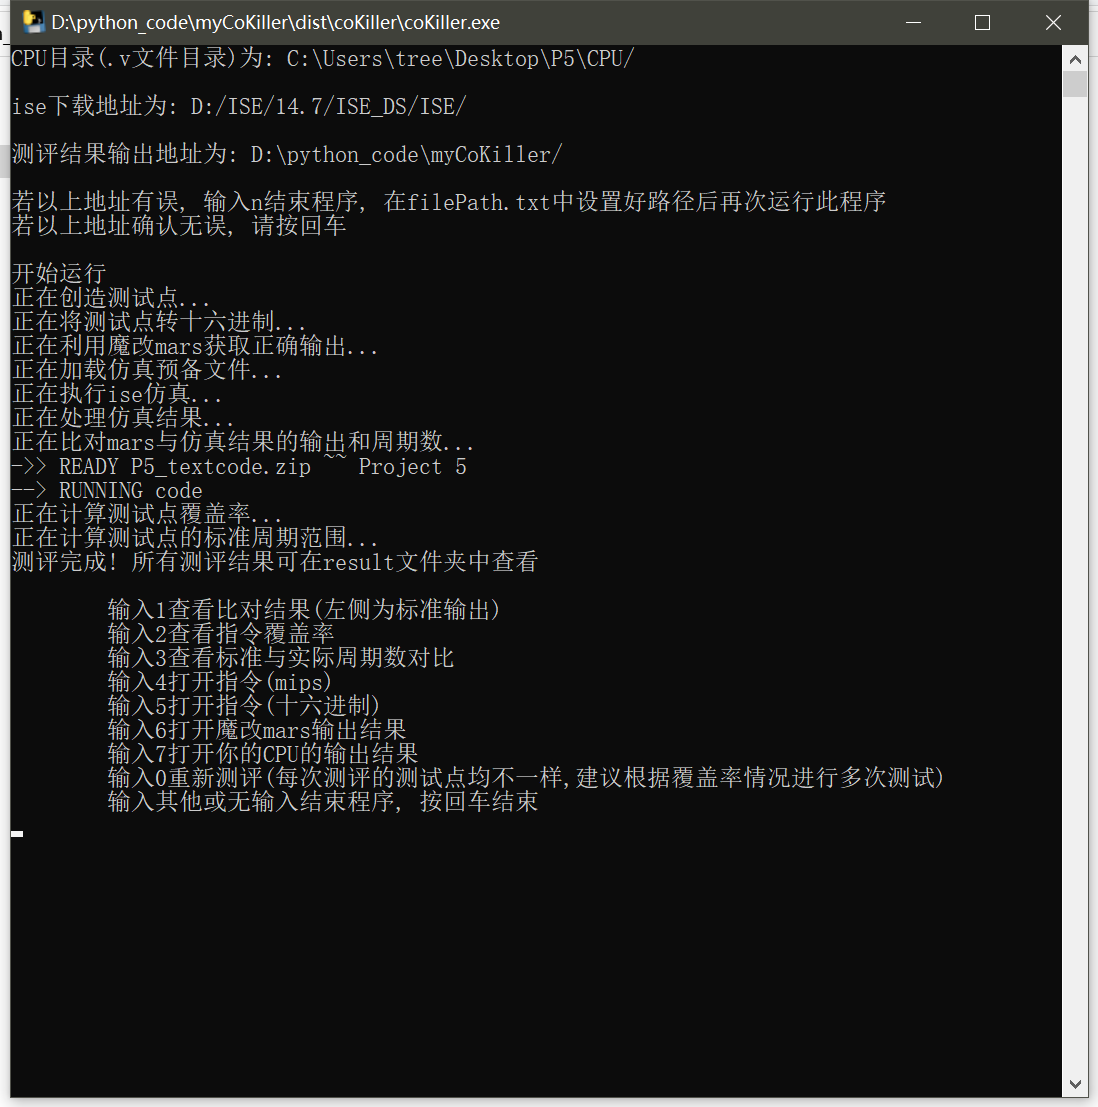 D:\python_code\myCoKiller\dist\coKiller\coKiller.exe
CPU目录(.v文件目录)为: C:\Users\tree\Desktop\P5\CPU/
ise下载地址为: D:/ISE/14.7/ISE_DS/ISE/
测评结果输出地址为: D:\python_code\myCoKiller/
若以上地址有误, 输入n结束程序, 在filePath.txt中设置好路径后再次运行此程序
若以上地址确认无误, 请按回车
开始运行
正在创造测试点...
正在将测试点转十六进制...
正在利用魔改mars获取正确输出...
正在加载仿真预备文件...
正在执行ise仿真...
正在处理仿真结果...
正在比对mars与仿真结果的输出和周期数...
->> READY P5_textcode.zip ~~ Project 5
--> RUNNING code
正在计算测试点覆盖率...
正在计算测试点的标准周期范围...
测评完成! 所有测评结果可在result文件夹中查看
输入1查看比对结果(左侧为标准输出)
输入2查看指令覆盖率
输入3查看标准与实际周期数对比
输入4打开指令(mips)
输入5打开指令(十六进制)
输入6打开魔改mars输出结果
输入7打开你的CPU的输出结果
输入0重新测评(每次测评的测试点均不一样,建议根据覆盖率情况进行多次测试)
输入其他或无输入结束程序, 按回车结束